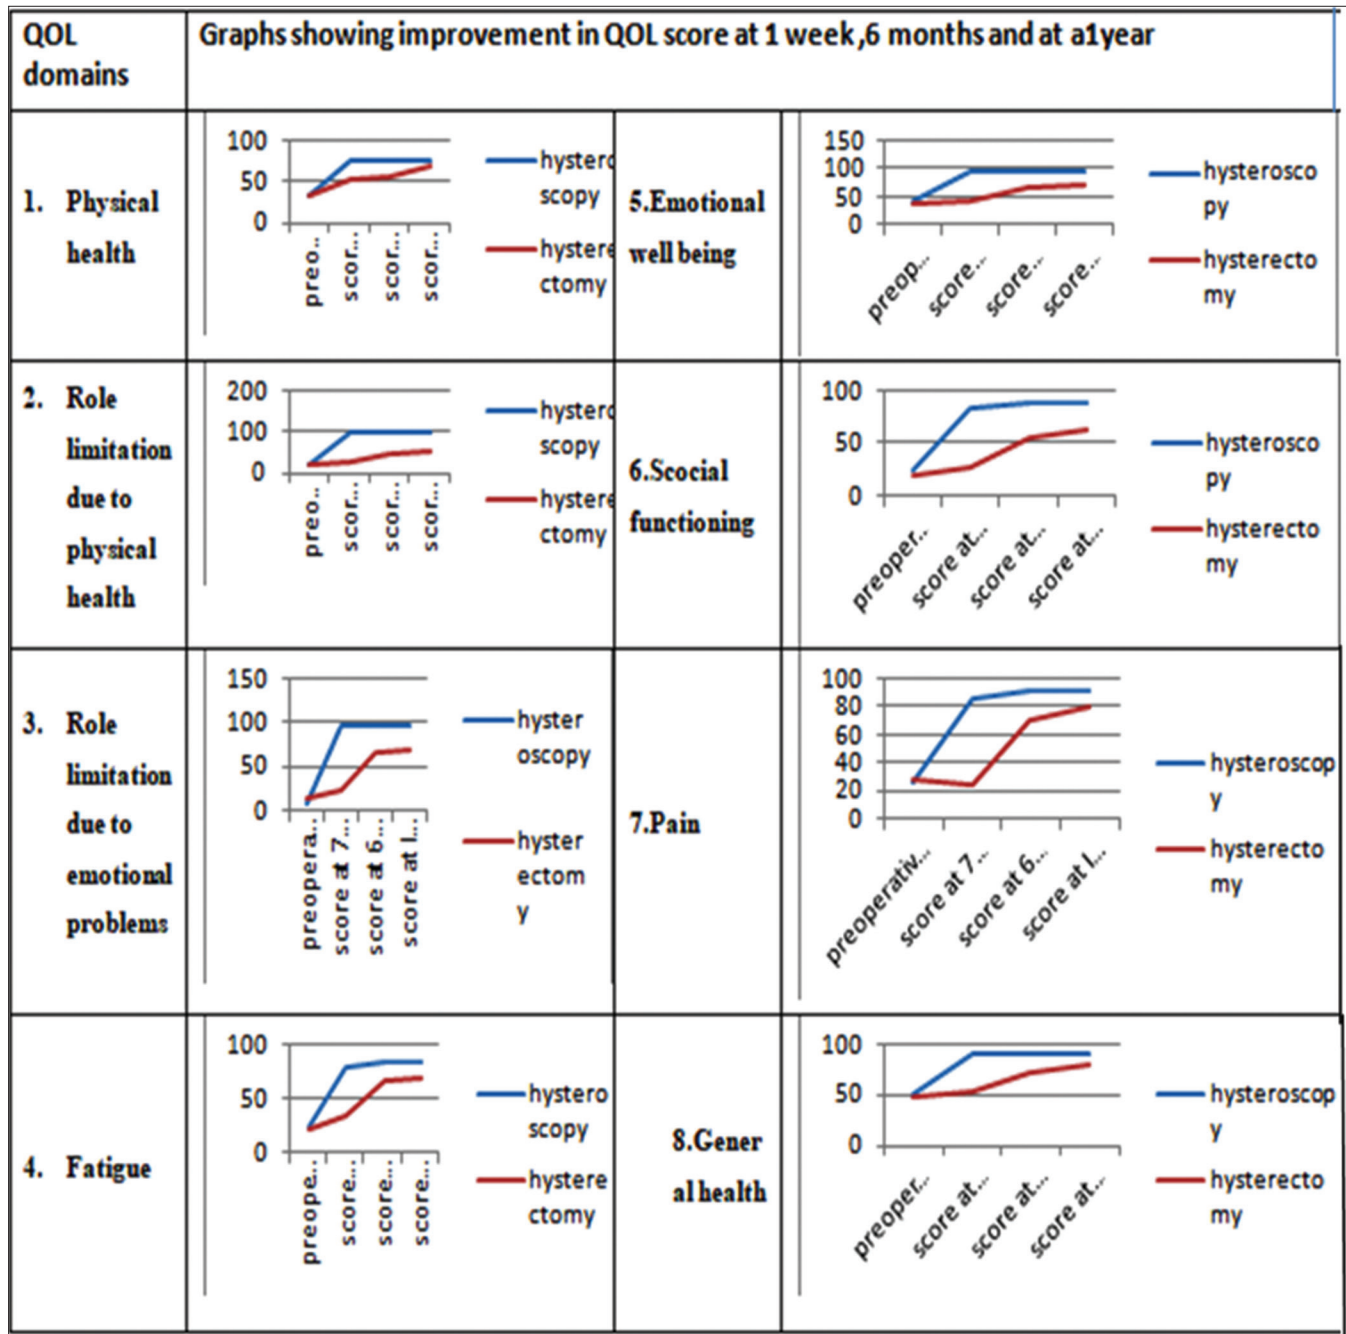 QOL
domains
Graphs showing improvement in QOL score at 1 week ,6 months and at a1year
1. Physical
health
100
50
0
preo..
scor...
scor...
scor...
hystero
scopy
hystere
ctomy
5.Emotional
well being
150
100
50
0
preop...
score...
score...
score...
hysterosco
py
hysterecto
my
2. Role
limitation
due to
physical
health
200
100
0
preo..
scor...
scor...
scor...
hystero
scopy
hystere
ctomy
6.Scocial
functioning
100
50
0
preoper..
score at...
score at...
score at...
hysterosco
py
hysterecto
my
3. Role
limitation
due to
emotional
problems
150
100
50
0
preopera..
score at 7...
score at 6...
score at I...
hyster
oscopy
hyster
ectom
y
7.Pain
100
80
60
40
20
0
preoperativ...
score at 7...
score at 6...
score at I...
hysteroscop
y
hysterecto
my
4. Fatigue
100
50
0
preope...
score...
score...
score...
hystero
scopy
hystere
ctomy
8.Gener
al health
100
50
0
preoper...
score at...
score at...
score at...
hysteroscop
y
hysterecto
my